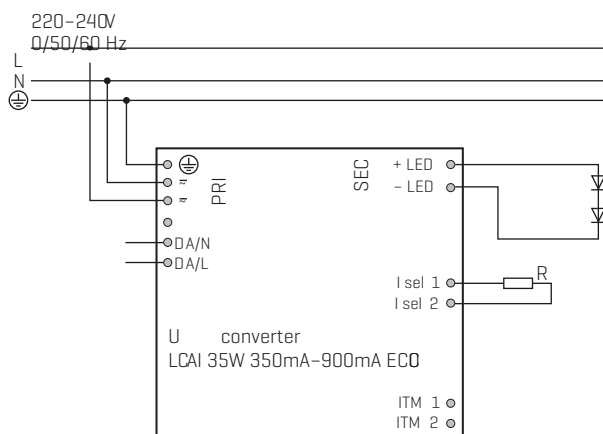 220–240V
0/50/60 Hz
L
N
PRI
SEC
+ LED
– LED
DA/N
DA/L
I sel 1
R
I sel 2
U converter
LCAI 35W 350mA–900mA ECO
ITM 1
ITM 2